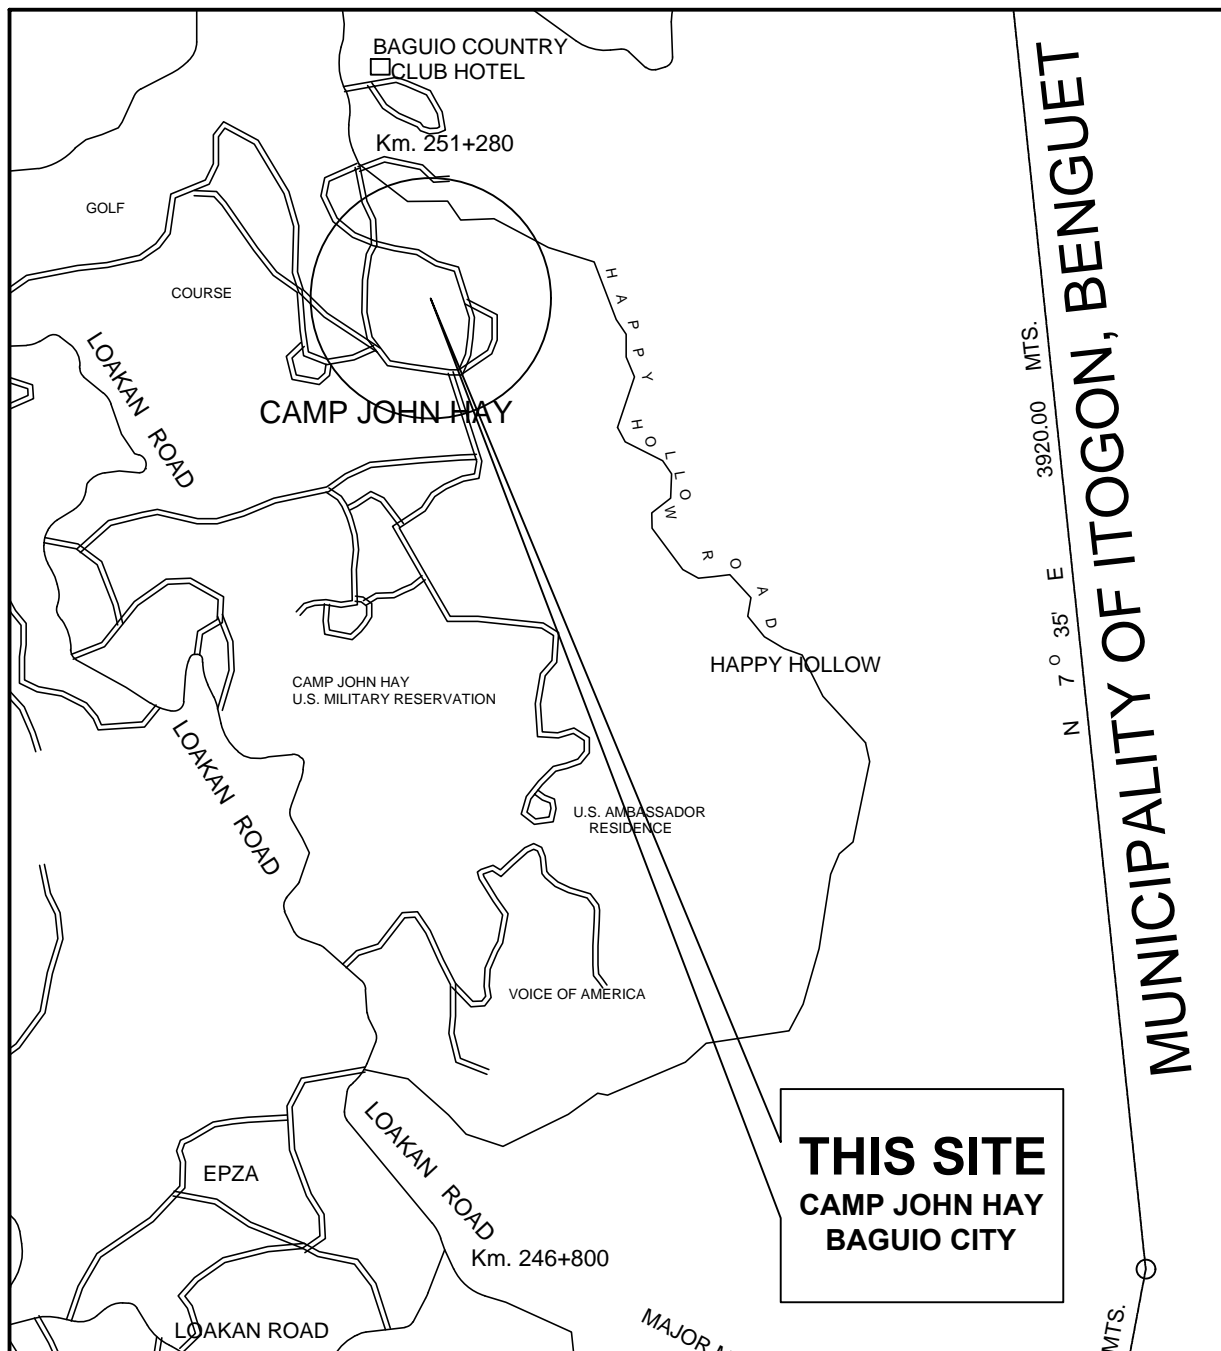 BAGUIO COUNTRY
CLUB HOTEL
Km. 251+280
GOLF
COURSE
LOAKAN ROAD
CAMP JOHN HAY
HAPPY HOLLOW ROAD
3920.00 MTS.
N 7° 35' E
MUNICIPALITY OF ITOGON, BENGUET
HAPPY HOLLOW
CAMP JOHN HAY
U.S. MILITARY RESERVATION
LOAKAN ROAD
U.S. AMBASSADOR
RESIDENCE
VOICE OF AMERICA
LOAKAN ROAD
EPZA
Km. 246+800
THIS SITE
CAMP JOHN HAY
BAGUIO CITY
LOAKAN ROAD
MAJOR
MTS.